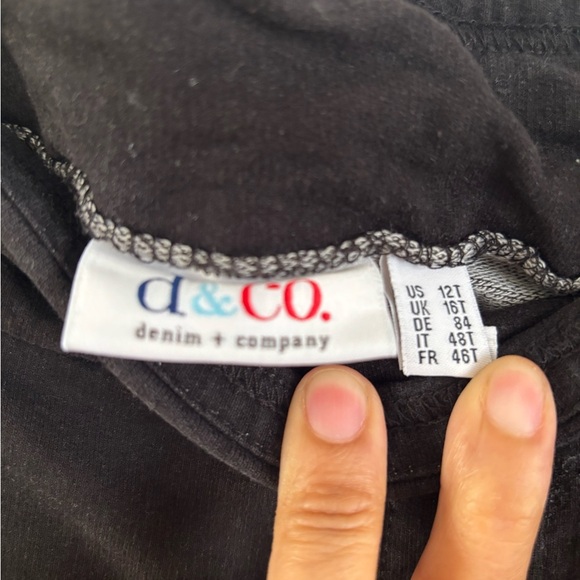 d&co.
denim + company
US 12T
UK 16T
DE 84
IT 48T
FR 46T